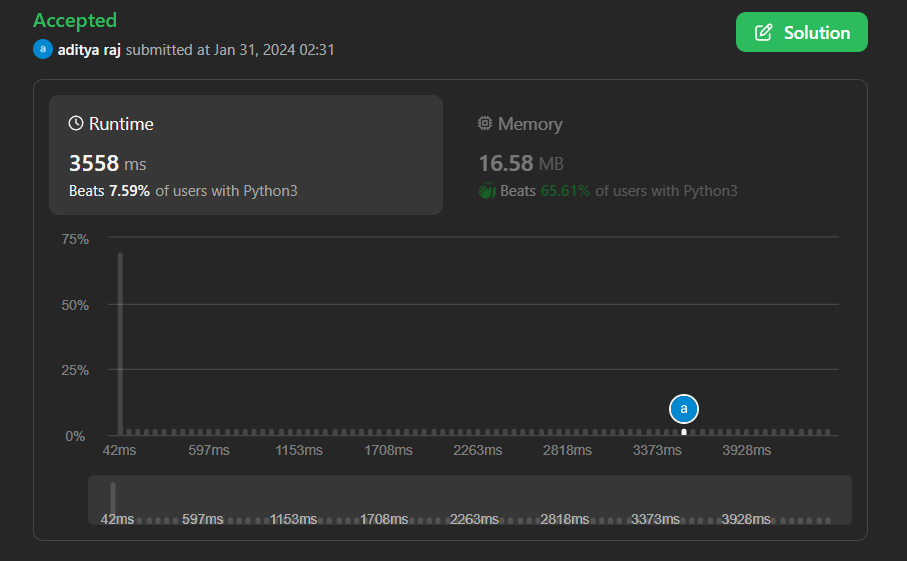 Accepted
a aditya raj submitted at Jan 31, 2024 02:31
Solution
Runtime
3558 ms
Beats 7.59% of users with Python3
Memory
16.58 MB
Beats 65.61% of users with Python3
75%
50%
25%
0%
a
42ms 597ms 1153ms 1708ms 2263ms 2818ms 3373ms 3928ms
42ms 597ms 1153ms 1708ms 2263ms 2818ms 3373ms 3928ms